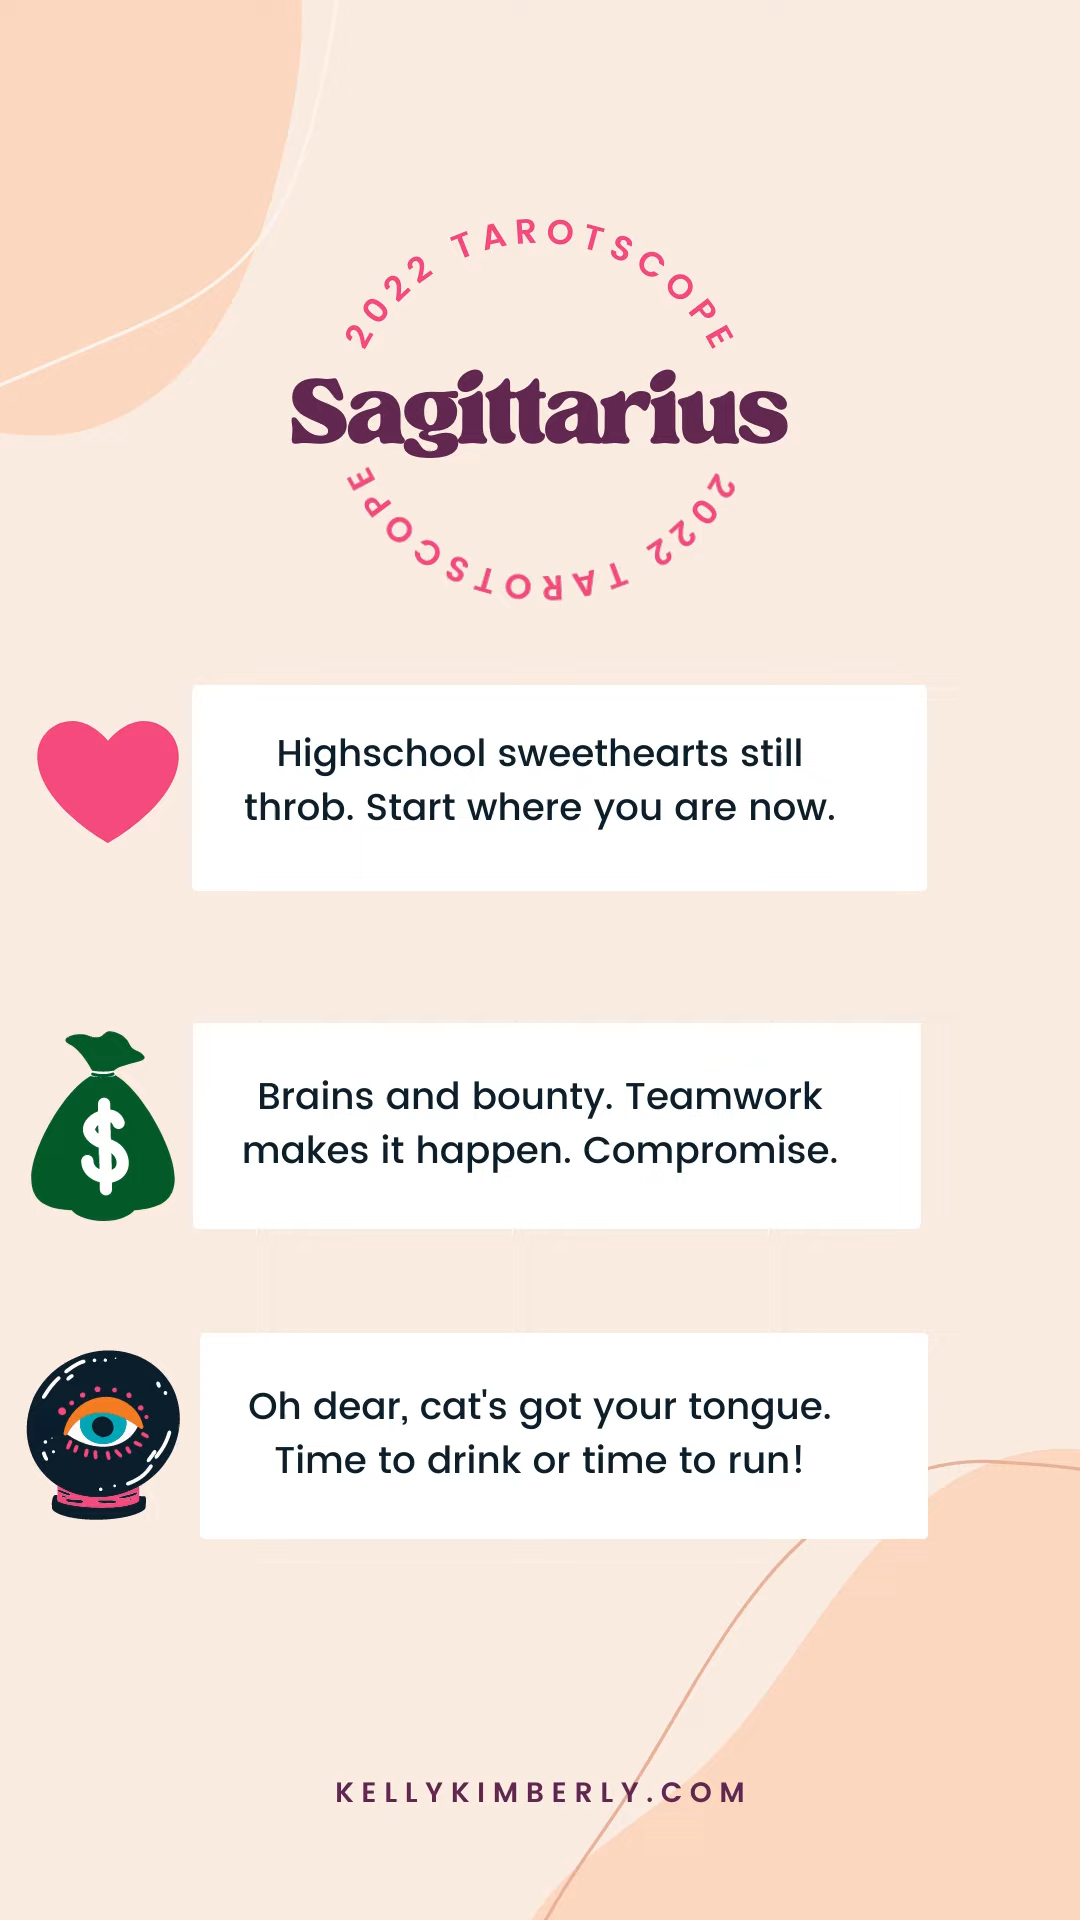 2022 TAROTSCOPE
Sagittarius
2022 TAROTSCOPE
Highschool sweethearts still
throb. Start where you are now.
$
Brains and bounty. Teamwork
makes it happen. Compromise.
Oh dear, cat's got your tongue.
Time to drink or time to run!
KELLYKIMBERLY.COM